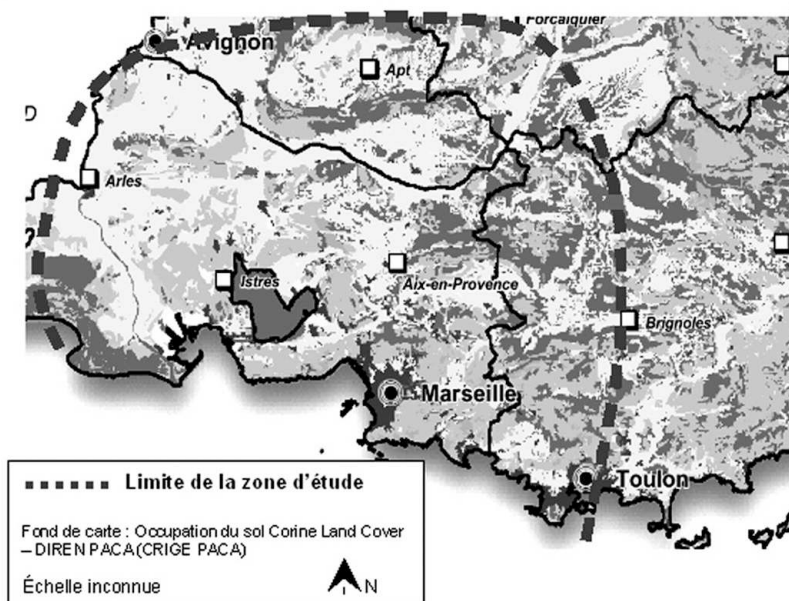 Forcalquier
Avignon
Apt
D
Arles
Istres
Aix-en-Provence
Brignoles
Marseille
Toulon
Limite de la zone d'étude
Fond de carte : Occupation du sol Corine Land Cover
– DIREN PACA(CRIGE PACA)
Échelle inconnue
N